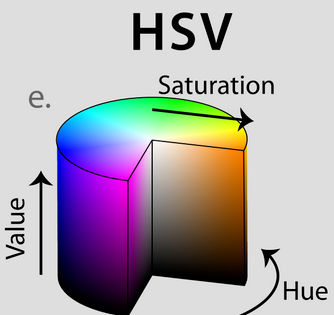 HSV
e.
Saturation
Value
Hue